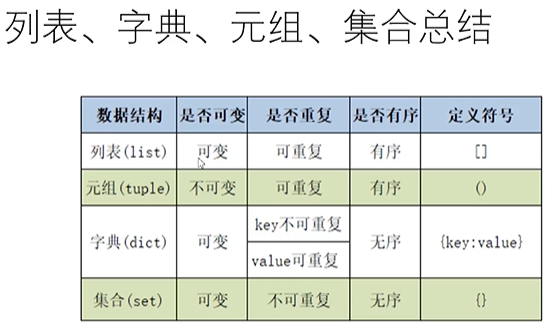 列表、字典、元组、集合总结
数据结构 是否可变 是否重复 是否有序 定义符号
列表(list) 可变 可重复 有序 []
元组(tuple) 不可变 可重复 有序 ()
字典(dict) 可变 key不可重复 无序 {key:value}
value可重复
集合(set) 可变 不可重复 无序 {}